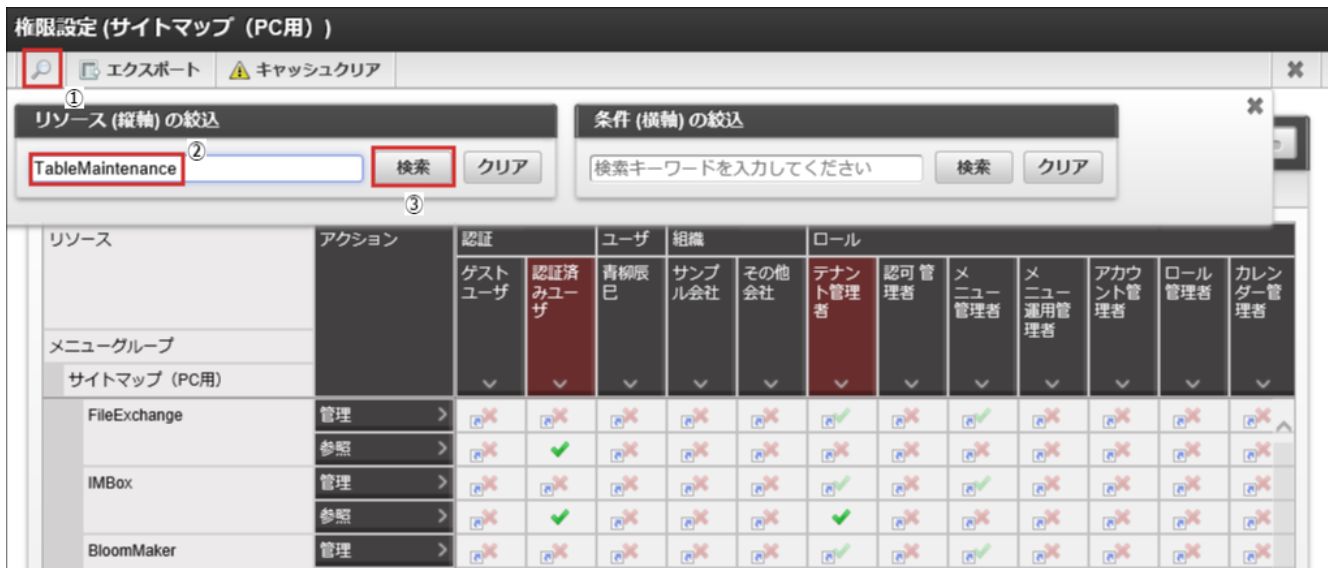 権限設定 (サイトマップ（PC用）)
エクスポート
キャッシュクリア
①
リソース (縦軸) の絞込
条件 (横軸) の絞込
②
TableMaintenance
検索
クリア
検索キーワードを入力してください
検索
クリア
③
リソース
アクション
認証
ユーザ
組織
ロール
ゲスト
ユーザ
認証済
みユー
ザ
青柳辰
巳
サンプ
ル会社
その他
会社
テナン
ト管理
者
認可 管
理者
メ
ニュー
管理者
メ
ニュー
運用管
理者
アカウ
ント管
理者
ロール
管理者
カレン
ダー管
理者
メニューグループ
サイトマップ（PC用）
FileExchange
管理
参照
IMBox
管理
参照
BloomMaker
管理